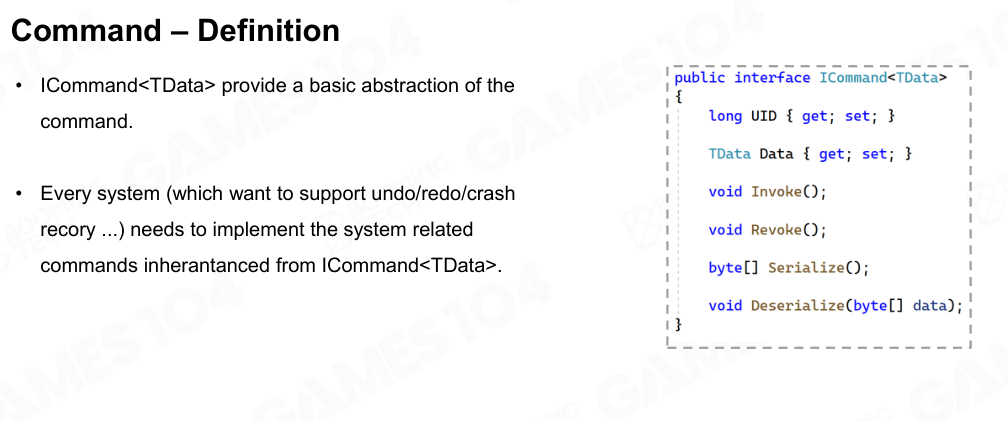 Command – Definition
• ICommand<TData> provide a basic abstraction of the
command.
• Every system (which want to support undo/redo/crash
recory ...) needs to implement the system related
commands inherantanced from ICommand<TData>.
public interface ICommand<TData>
{
long UID { get; set; }
TData Data { get; set; }
void Invoke();
void Revoke();
byte[] Serialize();
void Deserialize(byte[] data);
}
GAMES104